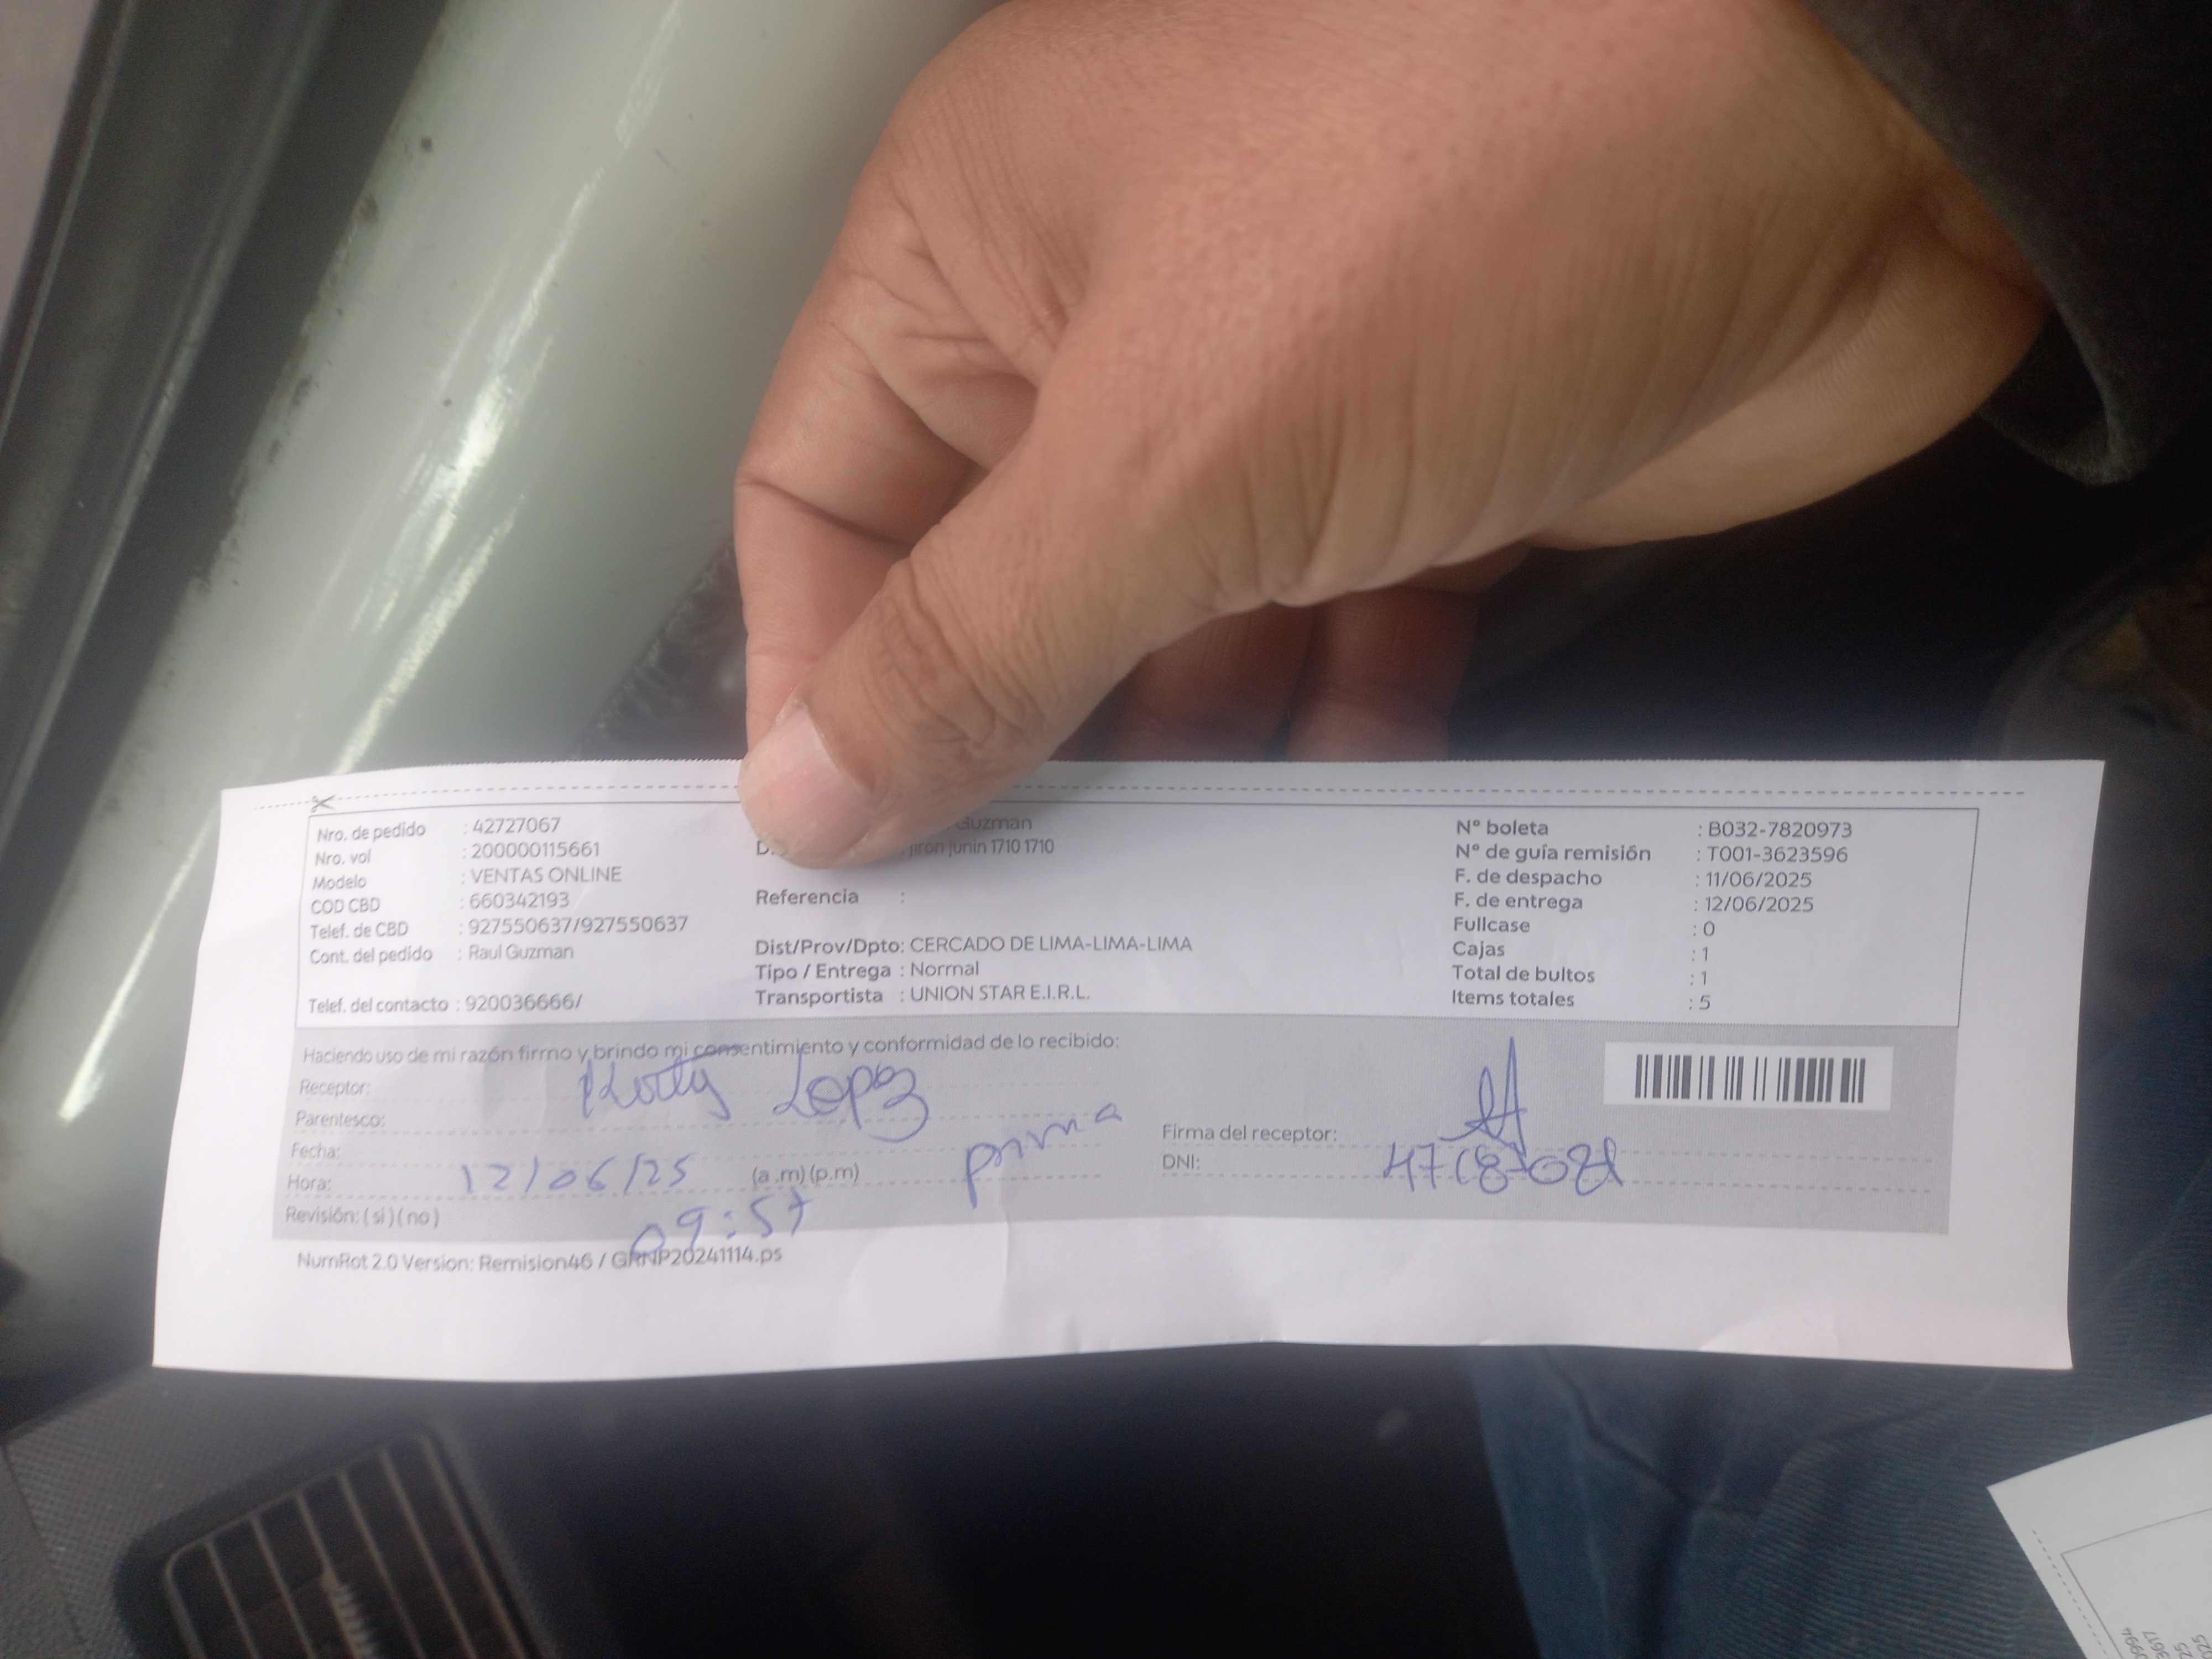 Nro. de pedido : 42727067
Nro. vol : 200000115661
Modelo : VENTAS ONLINE
COD CBD : 660342193
Telef. de CBD : 927550637/927550637
Cont. del pedido : Raul Guzman
Telef. del contacto : 920036666/
Guzman
: jiron junin 1710 1710
Referencia :
Dist/Prov/Dpto: CERCADO DE LIMA-LIMA-LIMA
Tipo / Entrega : Normal
Transportista : UNION STAR E.I.R.L.
N° boleta : B032-7820973
N° de guía remisión : T001-3623596
F. de despacho : 11/06/2025
F. de entrega : 12/06/2025
Fullcase : 0
Cajas : 1
Total de bultos : 1
Items totales : 5
Haciendo uso de mi razón firmo y brindo mi consentimiento y conformidad de lo recibido:
Receptor: Lopez
Parentesco: prima
Fecha: 12/06/25
Hora: (a .m) (p.m) 09:57
Revisión: ( si ) ( no )
Firma del receptor:
DNI:
NumRot 2.0 Version: Remision46 / GRNP20241114.ps